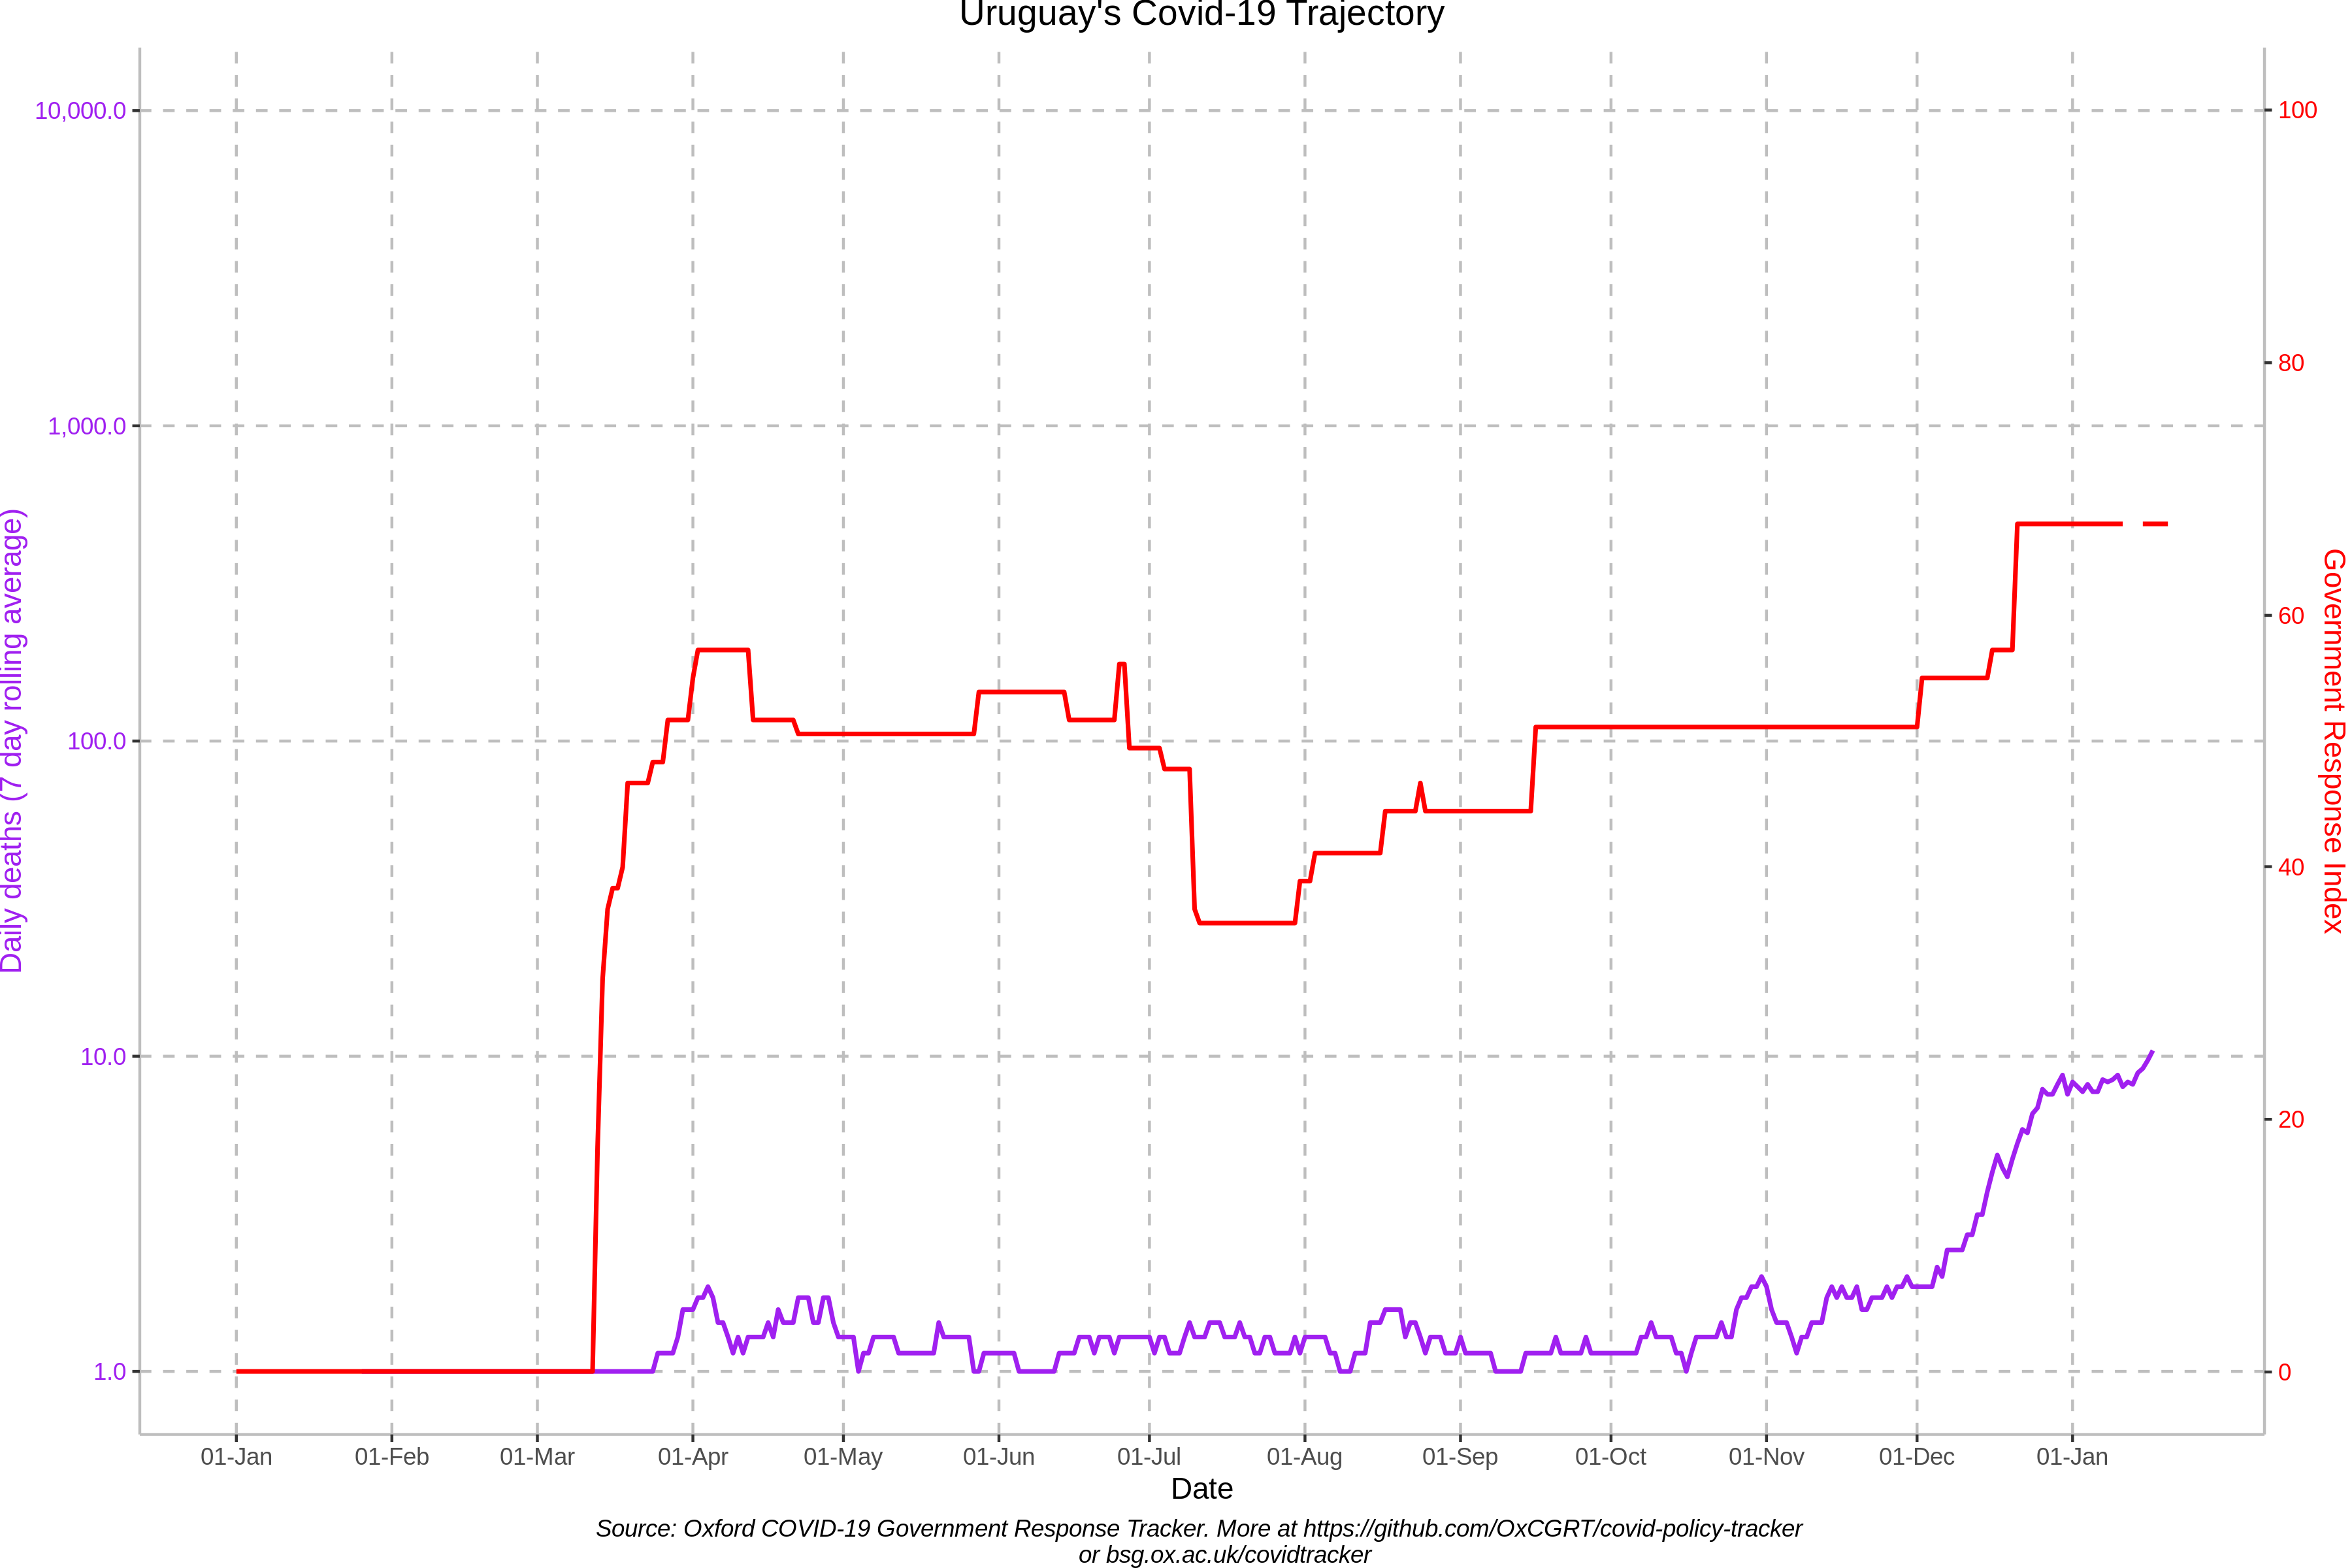 Uruguay's Covid-19 Trajectory
10,000.0
1,000.0
100.0
10.0
1.0
Daily deaths (7 day rolling average)
100
80
60
40
20
0
Government Response Index
01-Jan
01-Feb
01-Mar
01-Apr
01-May
01-Jun
01-Jul
01-Aug
01-Sep
01-Oct
01-Nov
01-Dec
01-Jan
Date
Source: Oxford COVID-19 Government Response Tracker. More at https://github.com/OxCGRT/covid-policy-tracker
or bsg.ox.ac.uk/covidtracker